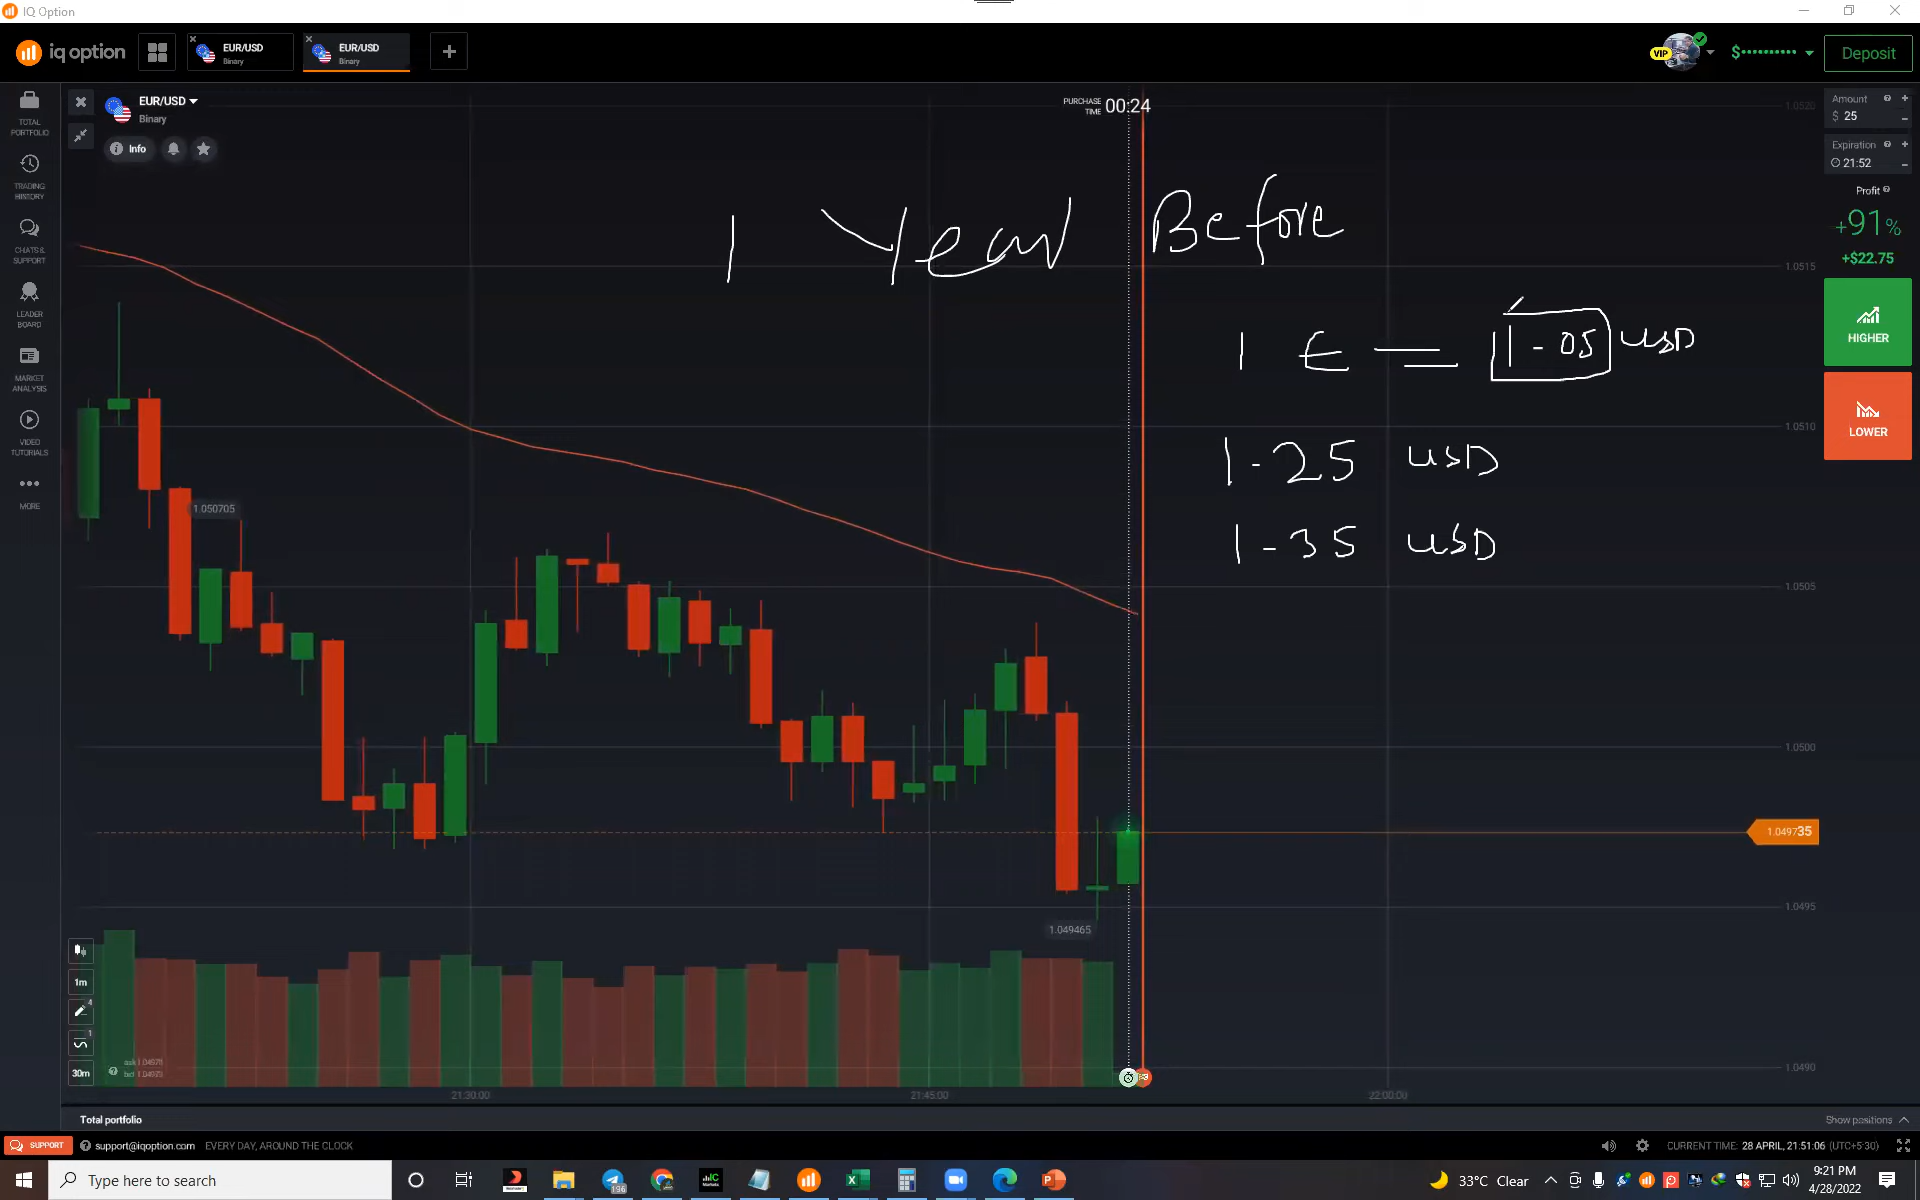 IQ Option
iq option
EUR/USD
Binary
EUR/USD
Binary
VIP
Deposit
TOTAL
PORTFOLIO
TRADING
HISTORY
CHATS &
SUPPORT
LEADER
BOARD
MARKET
ANALYSIS
VIDEO
TUTORIALS
MORE
EUR/USD
Binary
Info
PURCHASE
TIME 00:24
1 Year Before
1 € = 1-05 USD
1-25 USD
1-35 USD
1.0520
1.0515
1.0510
1.0505
1.0500
1.0495
1.0490
1.050705
1.049465
1.049735
Amount
$ 25
Expiration
21:52
Profit
+91%
+$22.75
HIGHER
LOWER
1m
4
1
30m
21:30:00
21:45:00
22:00:00
Total portfolio
Show positions
SUPPORT support@iqoption.com EVERY DAY, AROUND THE CLOCK
CURRENT TIME: 28 APRIL, 21:51:06 (UTC+5:30)
Type here to search
196
33°C Clear
9:21 PM
4/28/2022